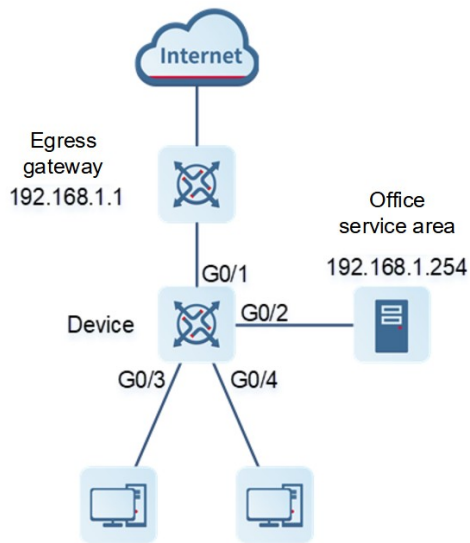 Internet
Egress
gateway
192.168.1.1
Office
service area
192.168.1.254
G0/1
Device
G0/2
G0/3
G0/4